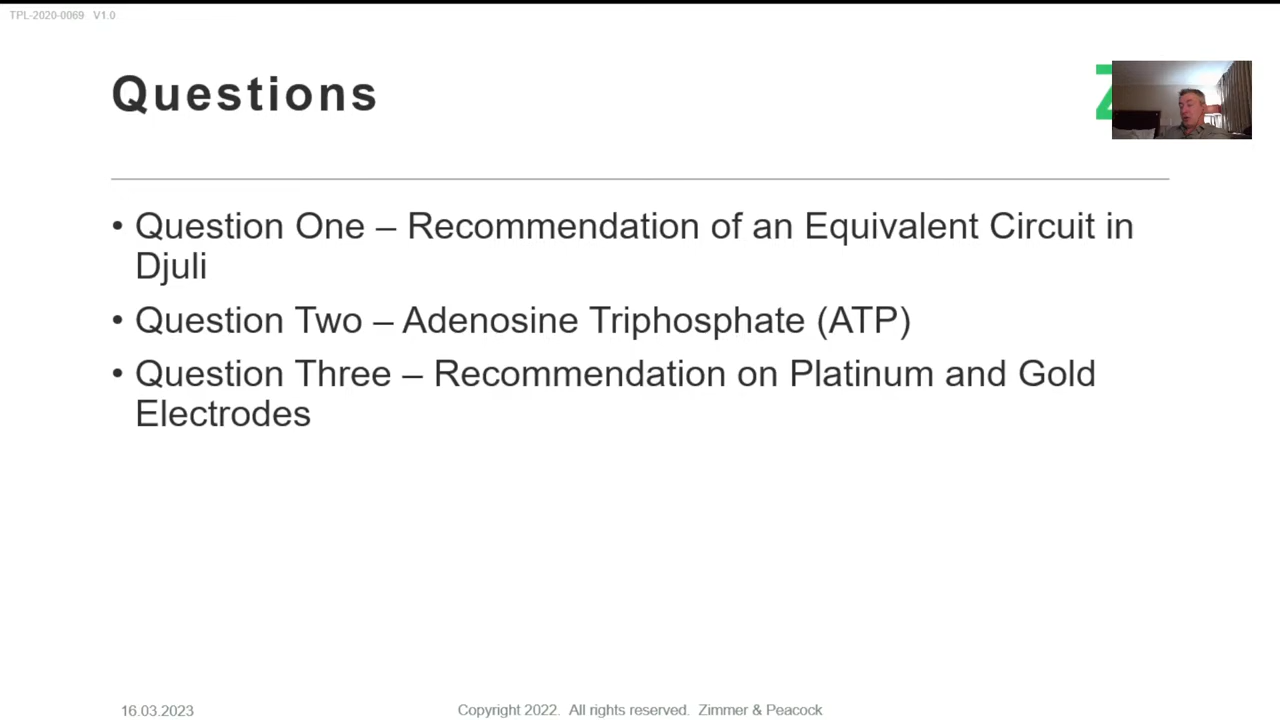 TPL-2020-0069 V1.0
Questions
• Question One – Recommendation of an Equivalent Circuit in
Djuli
• Question Two – Adenosine Triphosphate (ATP)
• Question Three – Recommendation on Platinum and Gold
Electrodes
16.03.2023
Copyright 2022. All rights reserved. Zimmer & Peacock